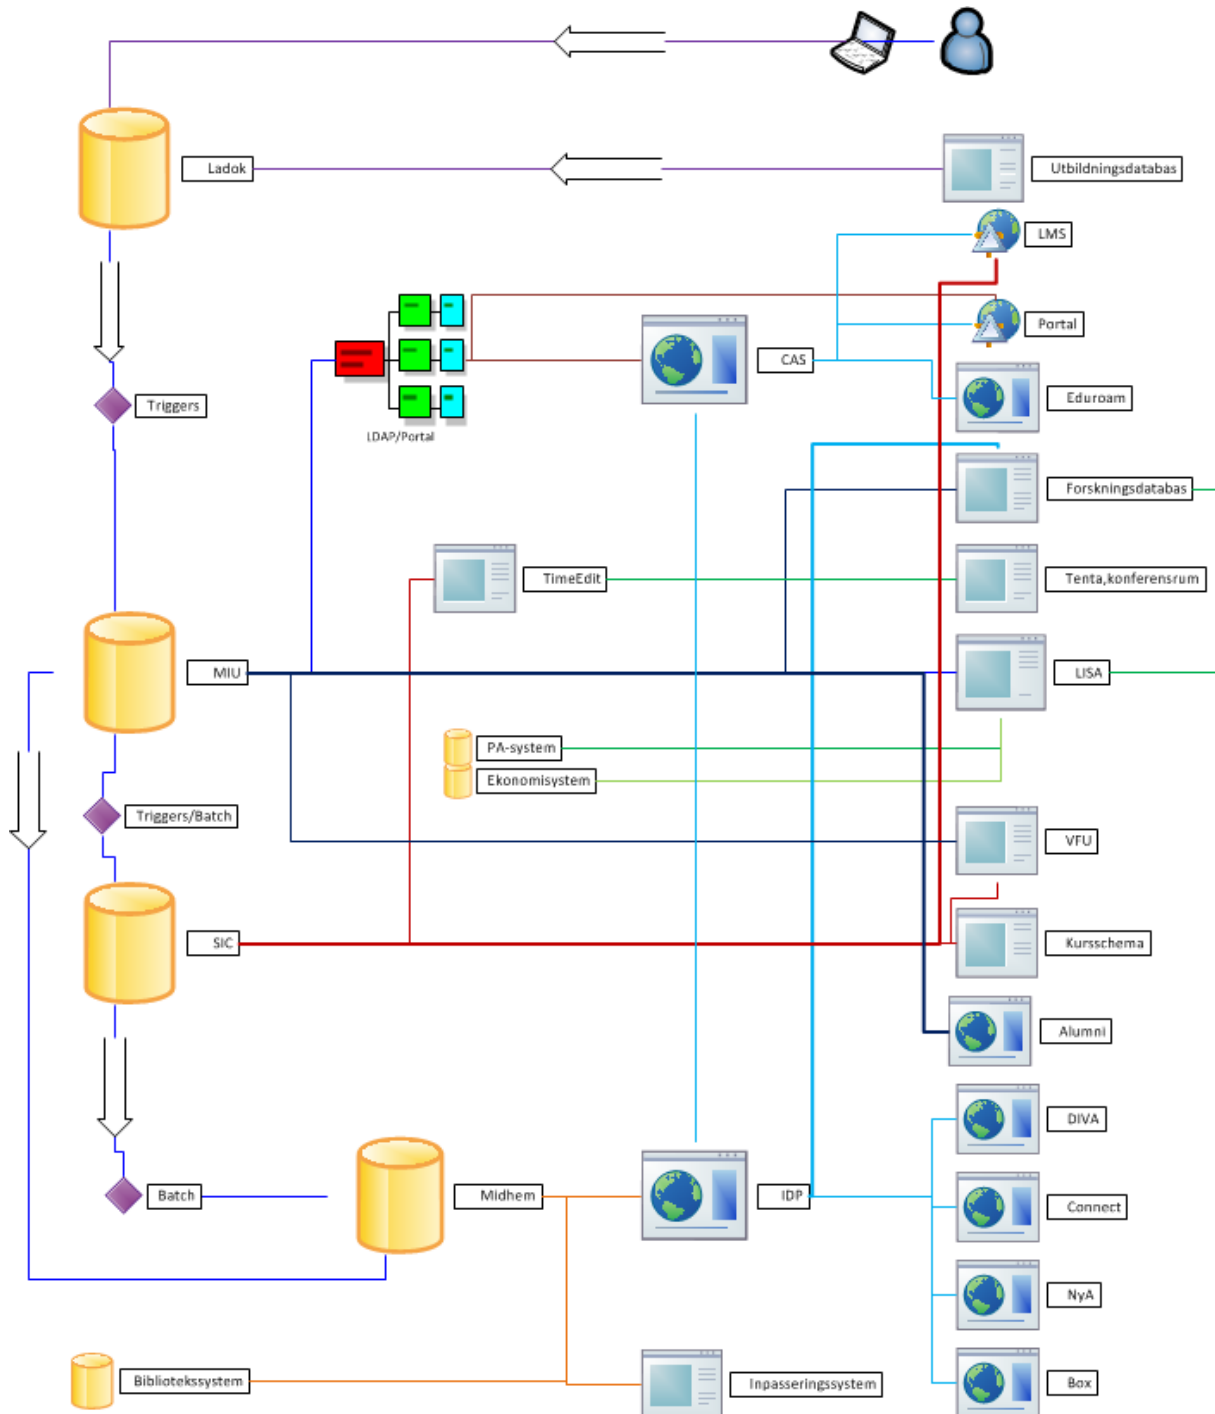 Ladok
Utbildningsdatabas
LMS
Portal
CAS
Eduroam
Triggers
LDAP/Portal
Forskningsdatabas
TimeEdit
Tenta,konferensrum
MIU
LISA
PA-system
Ekonomisystem
Triggers/Batch
VFU
SIC
Kursschema
Alumni
DIVA
Batch
Midhem
IDP
Connect
NyA
Bibliotekssystem
Inpasseringssystem
Box